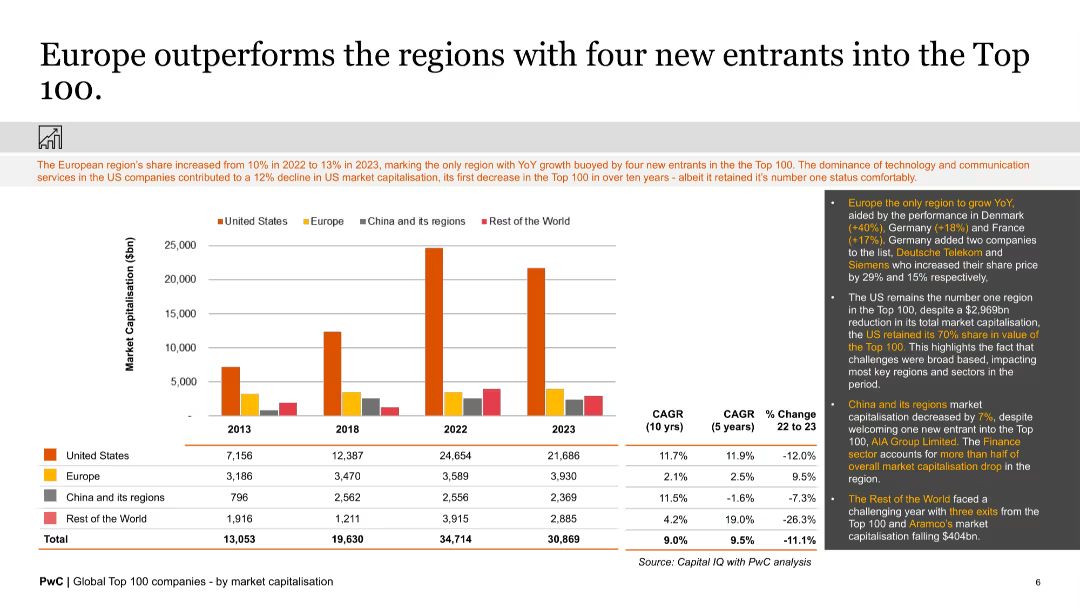 Europe outperforms the regions with four new entrants into the Top
100.
The European region's share increased from 10% in 2022 to 13% in 2023, marking the only region with YoY growth buoyed by four new entrants in the the Top 100. The dominance of technology and communication
services in the US companies contributed to a 12% decline in US market capitalisation, its first decrease in the Top 100 in over ten years - albeit it retained it's number one status comfortably.
United States Europe China and its regions Rest of the World
Market Capitalisation ($bn)
25,000
20,000
15,000
10,000
5,000
-
2013 2018 2022 2023 CAGR (10 yrs) CAGR (5 years) % Change 22 to 23
United States 7,156 12,387 24,654 21,686 11.7% 11.9% -12.0%
Europe 3,186 3,470 3,589 3,930 2.1% 2.5% 9.5%
China and its regions 796 2,562 2,556 2,369 11.5% -1.6% -7.3%
Rest of the World 1,916 1,211 3,915 2,885 4.2% 19.0% -26.3%
Total 13,053 19,630 34,714 30,869 9.0% 9.5% -11.1%
Source: Capital IQ with PwC analysis
• Europe the only region to grow YoY,
aided by the performance in Denmark
(+40%), Germany (+18%) and France
(+17%). Germany added two companies
to the list, Deutsche Telekom and
Siemens who increased their share price
by 29% and 15% respectively,
• The US remains the number one region
in the Top 100, despite a $2,969bn
reduction in its total market capitalisation,
the US retained its 70% share in value of
the Top 100. This highlights the fact that
challenges were broad based, impacting
most key regions and sectors in the
period.
• China and its regions market
capitalisation decreased by 7%, despite
welcoming one new entrant into the Top
100, AIA Group Limited. The Finance
sector accounts for more than half of
overall market capitalisation drop in the
region.
• The Rest of the World faced a
challenging year with three exits from the
Top 100 and Aramco's market
capitalisation falling $404bn.
PwC | Global Top 100 companies - by market capitalisation
6